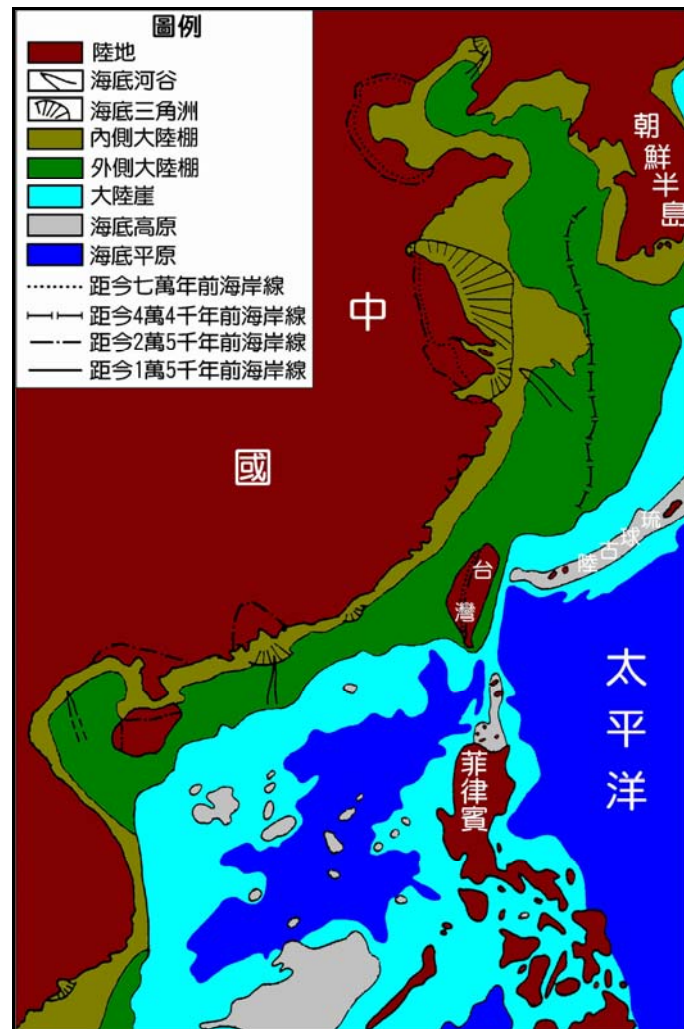 圖例
陸地
海底河谷
海底三角洲
內側大陸棚
外側大陸棚
大陸崖
海底高原
海底平原
距今七萬年前海岸線
距今4萬4千年前海岸線
距今2萬5千年前海岸線
距今1萬5千年前海岸線
朝鮮半島
中國
陸古球琉
台灣
太平洋
菲律賓